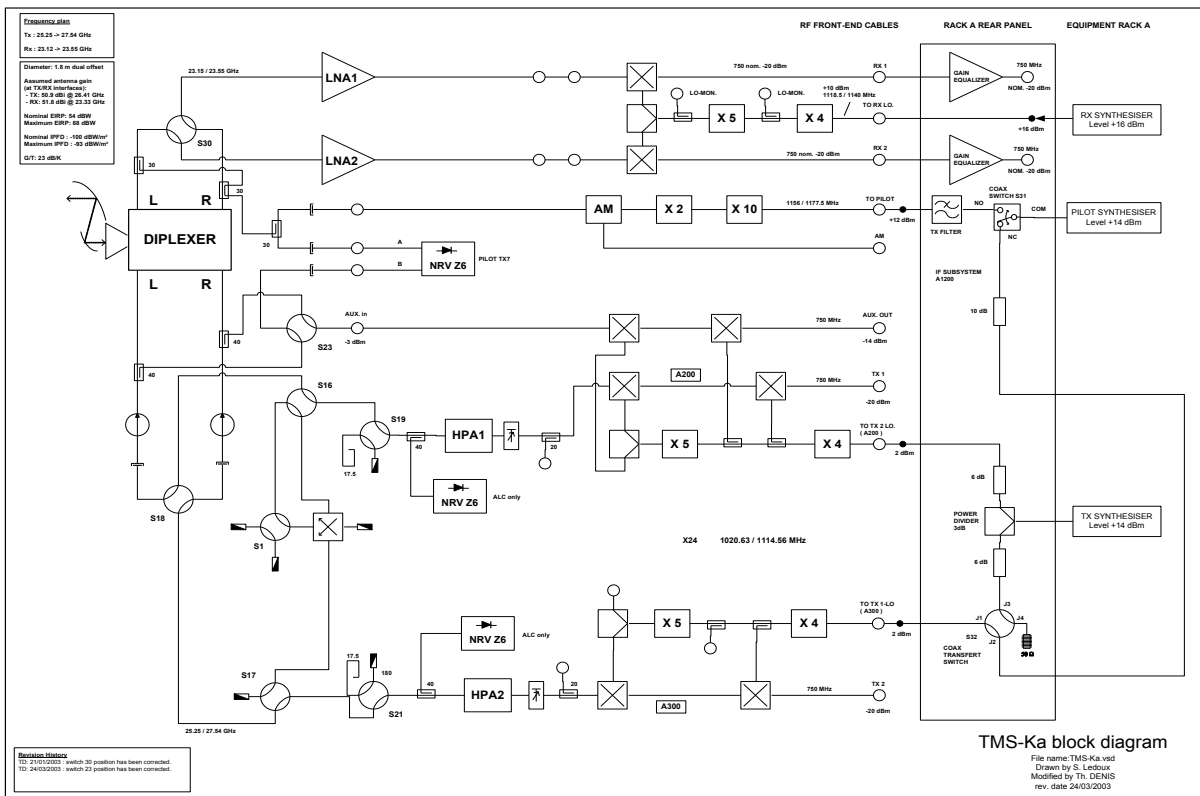 Frequency plan
Tx : 25.25 -> 27.54 GHz
Rx : 23.12 -> 23.55 GHz
Diameter: 1.8 m dual offset
Assumed antenna gain
(at TX/RX interfaces):
- TX: 50.9 dBi @ 26.41 GHz
- RX: 51.8 dBi @ 23.33 GHz
Nominal EIRP: 54 dBW
Maximum EIRP: 68 dBW
Nominal IPFD : -100 dBW/m²
Maximum IPFD : -93 dBW/m²
G/T: 23 dB/K
RF FRONT-END CABLES
RACK A REAR PANEL
EQUIPMENT RACK A
23.15 / 23.55 GHz
LNA1
750 nom. -20 dBm
RX 1
GAIN
EQUALIZER
750 MHz
NOM. -20 dBm
LO-MON.
LO-MON.
+10 dBm
1118.5 / 1140 MHz
TO RX LO.
X 5
X 4
+16 dBm
RX SYNTHESISER
Level +16 dBm
S30
LNA2
750 nom. -20 dBm
RX 2
GAIN
EQUALIZER
750 MHz
NOM. -20 dBm
30
30
L
R
DIPLEXER
L
R
30
AM
X 2
X 10
1156 / 1177.5 MHz
TO PILOT
+12 dBm
TX FILTER
NO
COAX
SWITCH S31
COM
NC
PILOT SYNTHESISER
Level +14 dBm
AM
A
B
NRV Z6
PILOT TX7
IF SUBSYSTEM
A1200
10 dB
S23
AUX. in
-3 dBm
750 MHz
AUX. OUT
-14 dBm
40
40
S16
A200
750 MHz
TX 1
-20 dBm
S19
17.5
40
HPA1
20
X 5
X 4
TO TX 2 LO.
( A200 )
2 dBm
6 dB
NRV Z6
ALC only
S18
S1
POWER
DIVIDER
3dB
TX SYNTHESISER
Level +14 dBm
X24 1020.63 / 1114.56 MHz
6 dB
NRV Z6
ALC only
X 5
X 4
TO TX 1-LO
( A300 )
2 dBm
J3
J1
J4
S32
J2
COAX
TRANSFERT
SWITCH
S17
17.5
180
S21
40
HPA2
20
A300
750 MHz
TX 2
-20 dBm
25.25 / 27.54 GHz
Revision History
TD: 21/01/2003 : switch 30 position has been corrected.
TD: 24/03/2003 : switch 23 position has been corrected.
TMS-Ka block diagram
File name:TMS-Ka.vsd
Drawn by S. Ledoux
Modified by Th. DENIS
rev. date 24/03/2003